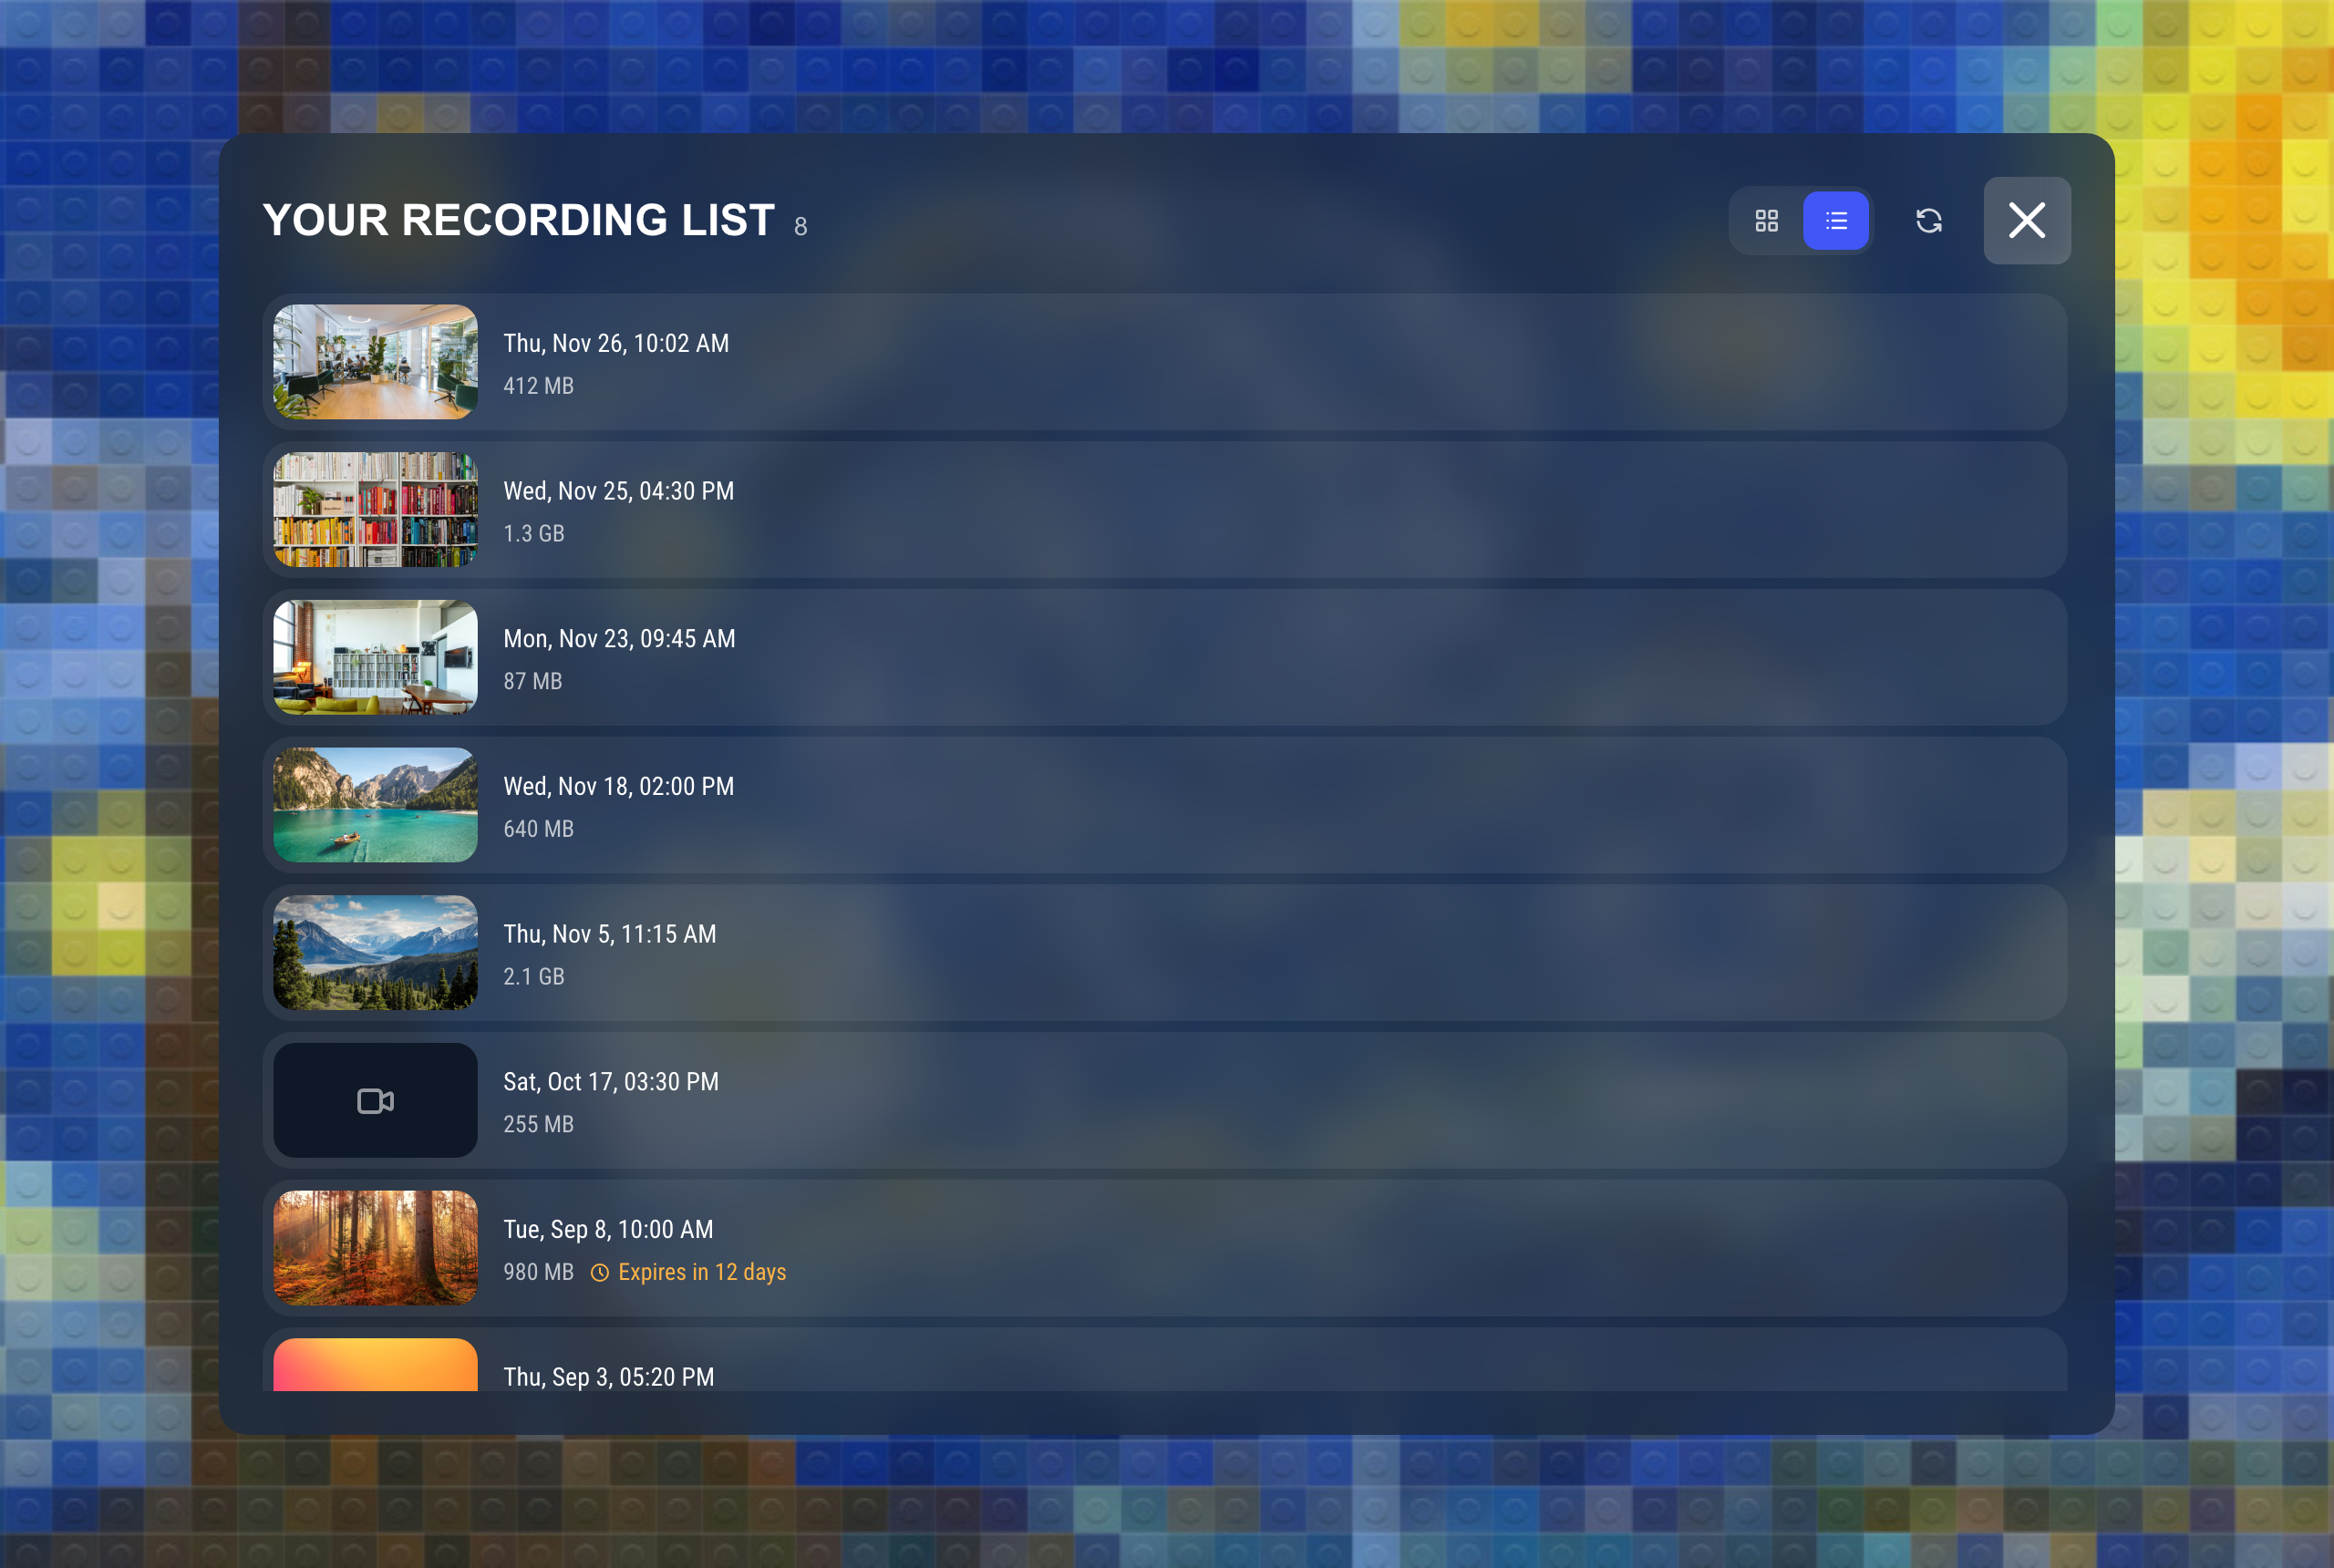 YOUR RECORDING LIST 8
Thu, Nov 26, 10:02 AM
412 MB
Wed, Nov 25, 04:30 PM
1.3 GB
Mon, Nov 23, 09:45 AM
87 MB
Wed, Nov 18, 02:00 PM
640 MB
Thu, Nov 5, 11:15 AM
2.1 GB
Sat, Oct 17, 03:30 PM
255 MB
Tue, Sep 8, 10:00 AM
980 MB Expires in 12 days
Thu, Sep 3, 05:20 PM